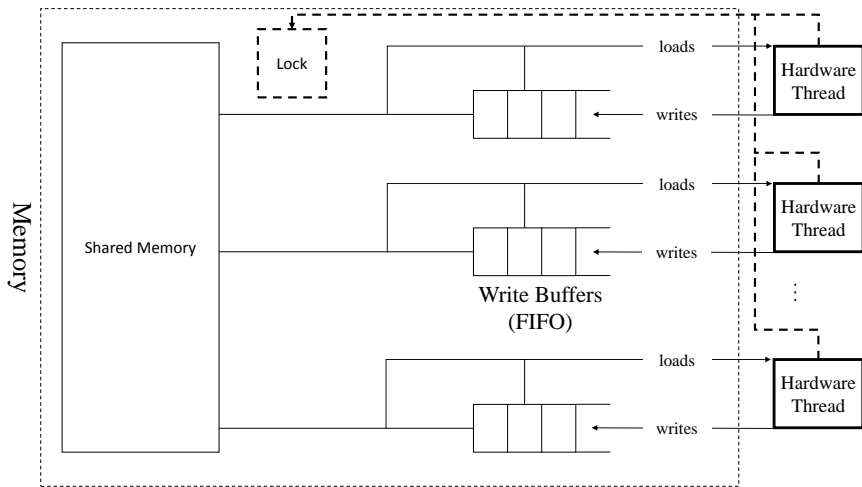 Memory
Shared Memory
Lock
loads
Hardware
Thread
writes
loads
Hardware
Thread
writes
Write Buffers
(FIFO)
...
loads
Hardware
Thread
writes